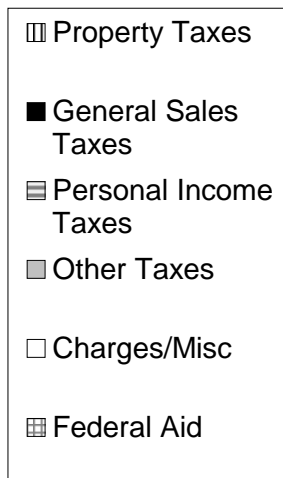 Property Taxes
General Sales
Taxes
Personal Income
Taxes
Other Taxes
Charges/Misc
Federal Aid